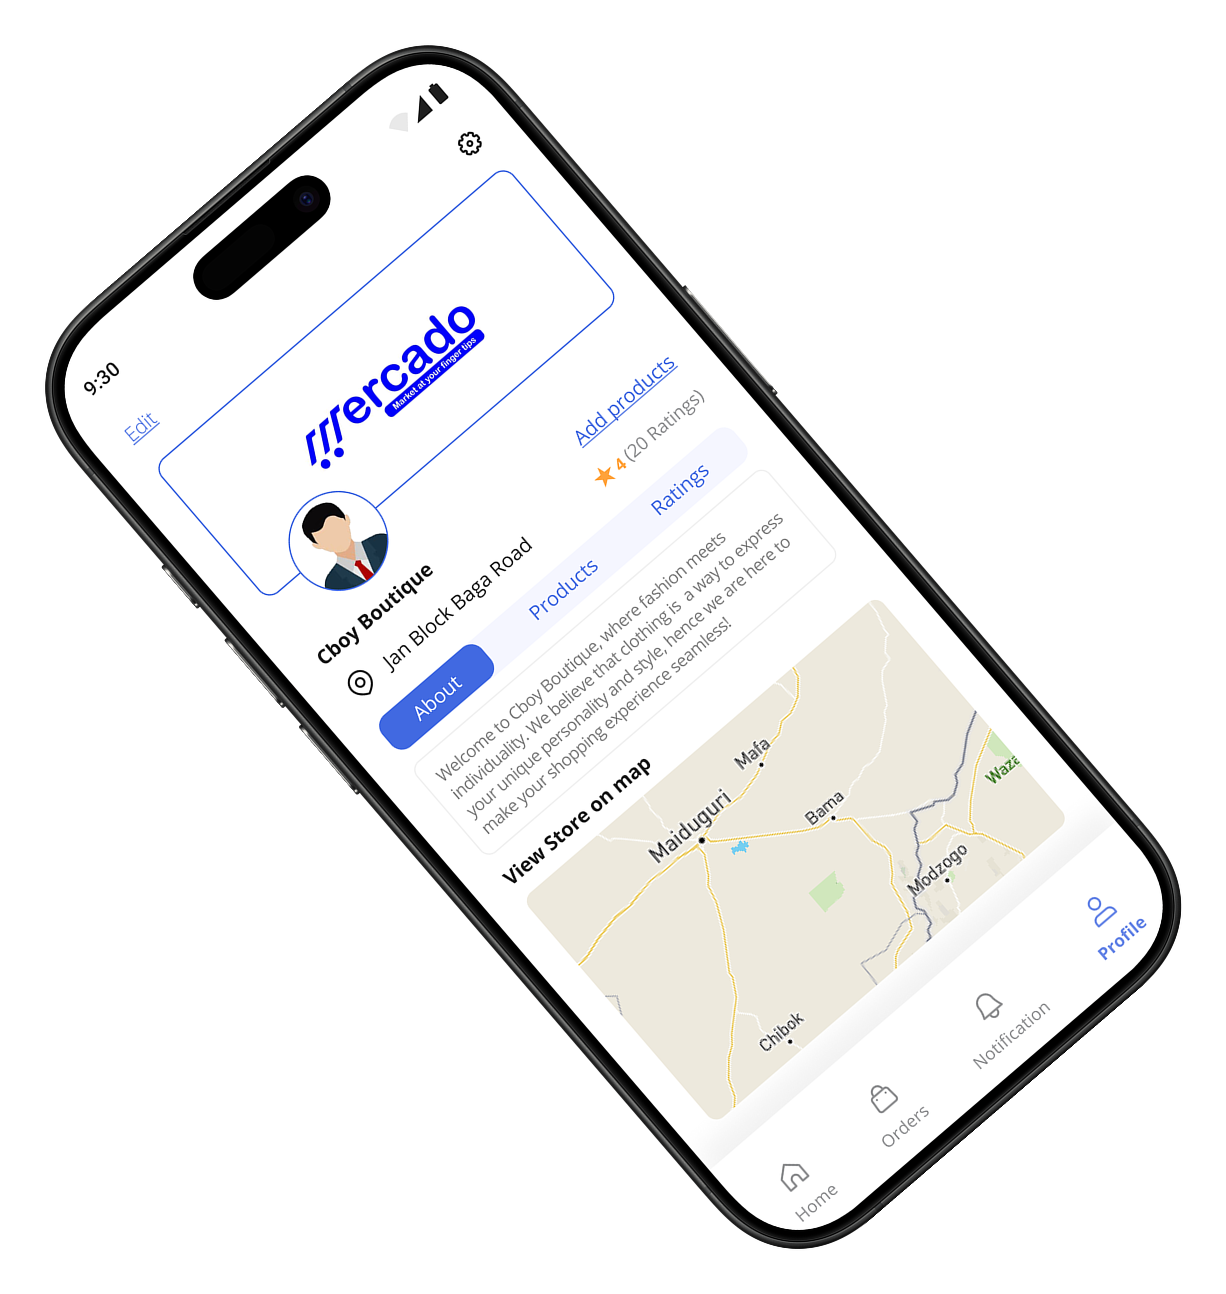 9:30
Edit
mercado
Market at your finger tips
Add products
Cboy Boutique
4 (20 Ratings)
Jan Block Baga Road
About
Products
Ratings
Welcome to Cboy Boutique, where fashion meets
individuality. We believe that clothing is a way to express
your unique personality and style, hence we are here to
make your shopping experience seamless!
View Store on map
Mafa
Maiduguri
Bama
Waza
Modzogo
Chibok
Home
Orders
Notification
Profile